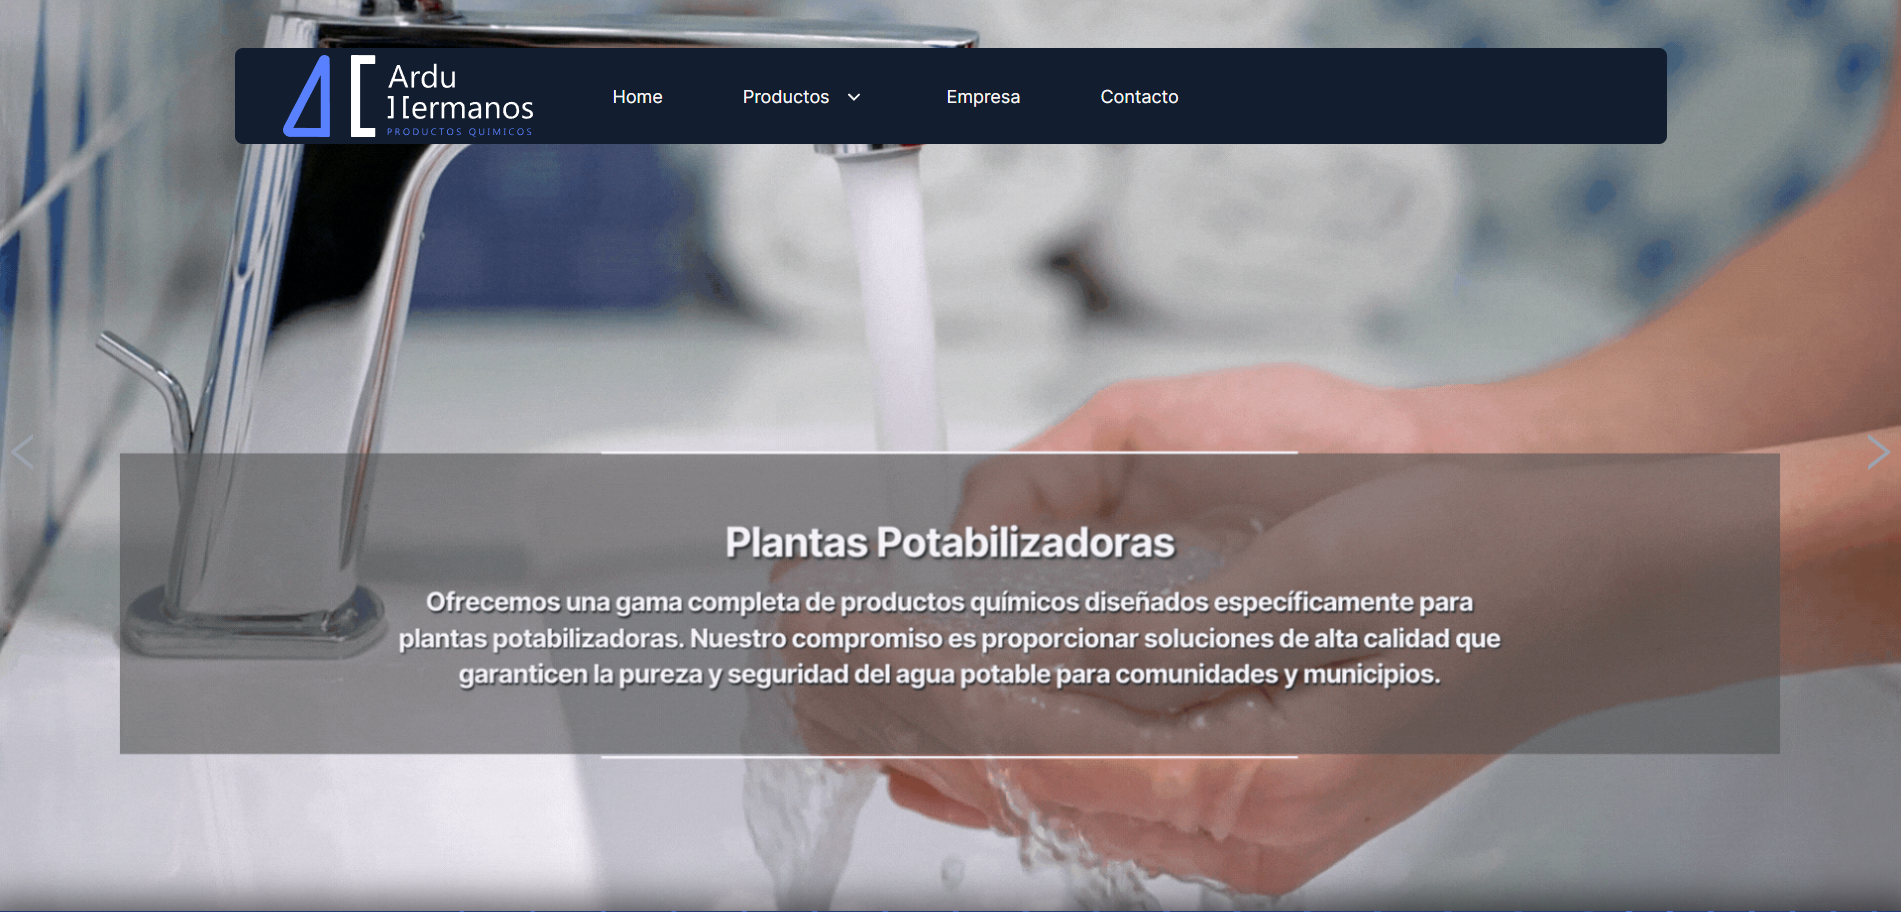 Ardu
Hermanos
PRODUCTOS QUIMICOS
Home
Productos
Empresa
Contacto
Plantas Potabilizadoras
Ofrecemos una gama completa de productos químicos diseñados específicamente para
plantas potabilizadoras. Nuestro compromiso es proporcionar soluciones de alta calidad que
garanticen la pureza y seguridad del agua potable para comunidades y municipios.